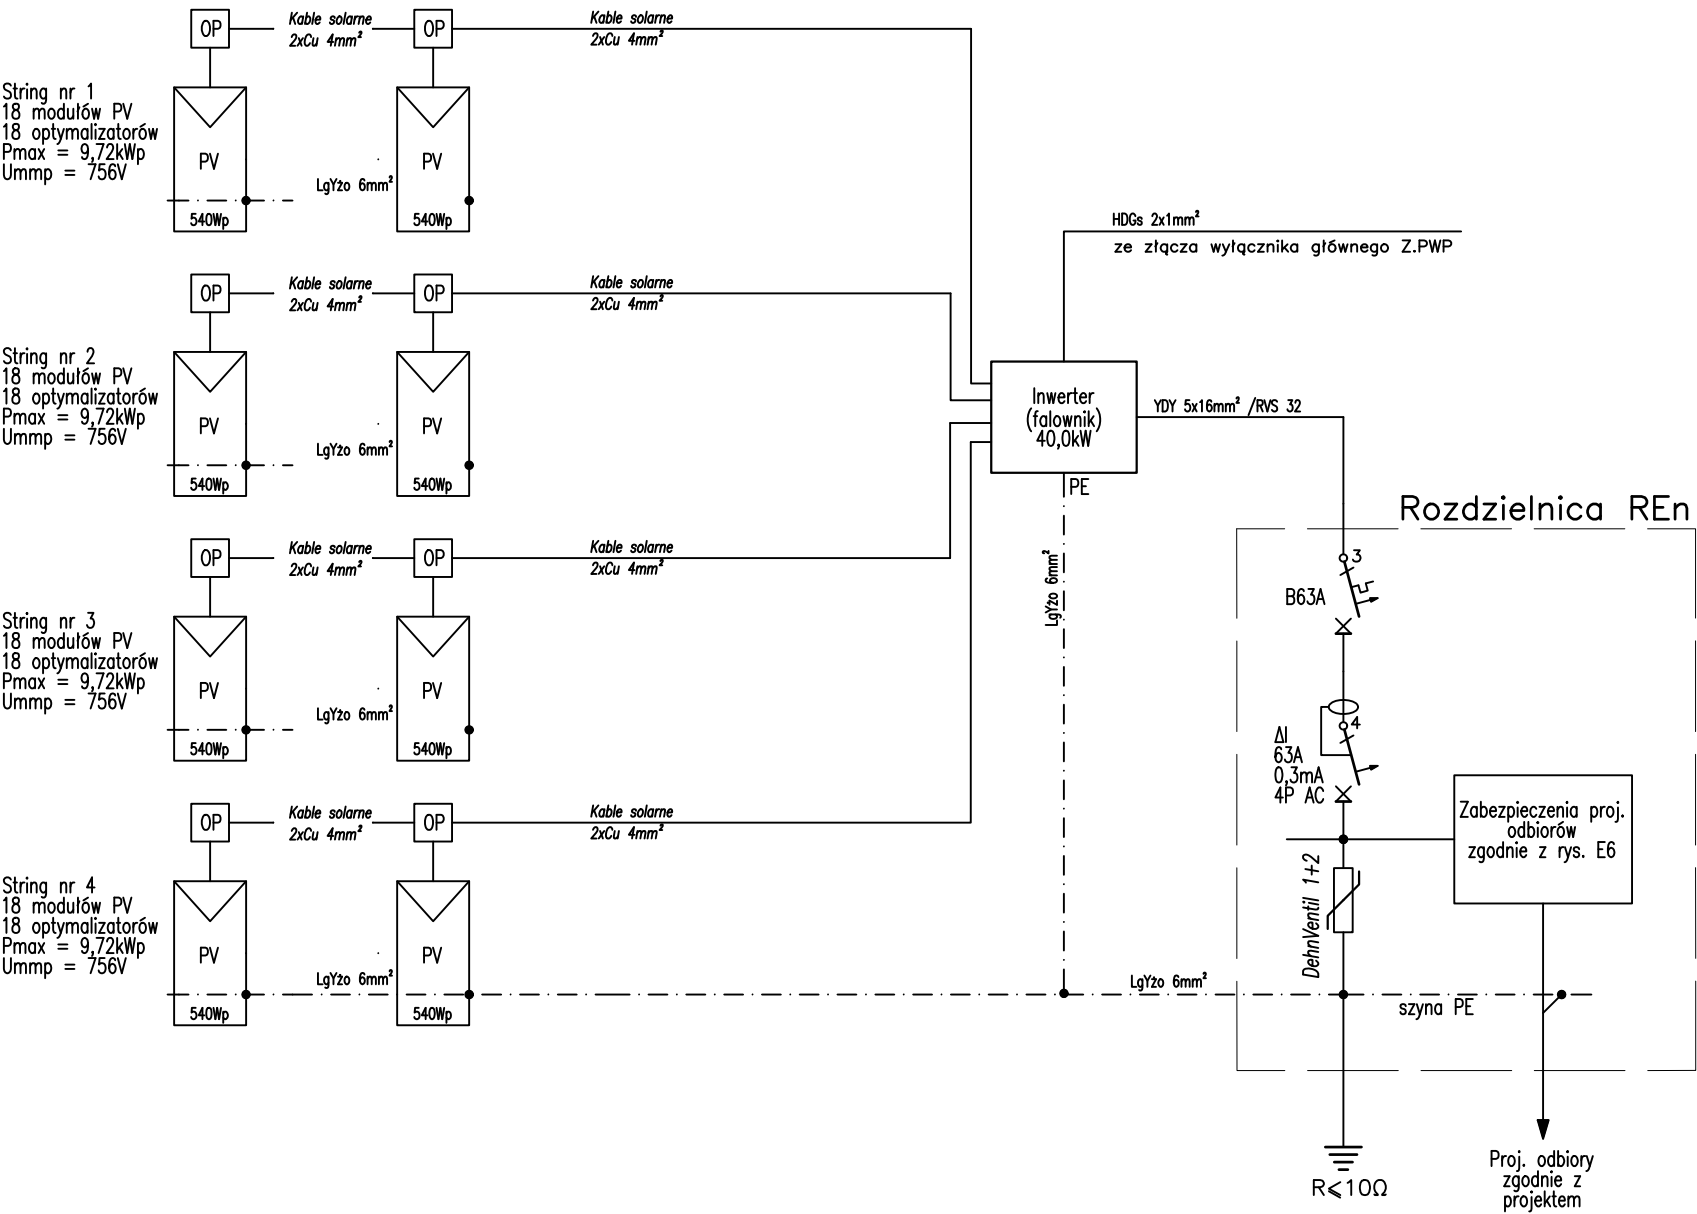 OP
Kable solarne
2xCu 4mm²
OP
Kable solarne
2xCu 4mm²
String nr 1
18 modułów PV
18 optymalizatorów
Pmax = 9,72kWp
Ummp = 756V
PV
540Wp
LgYżo 6mm²
PV
540Wp
OP
Kable solarne
2xCu 4mm²
OP
Kable solarne
2xCu 4mm²
String nr 2
18 modułów PV
18 optymalizatorów
Pmax = 9,72kWp
Ummp = 756V
PV
540Wp
LgYżo 6mm²
PV
540Wp
OP
Kable solarne
2xCu 4mm²
OP
Kable solarne
2xCu 4mm²
String nr 3
18 modułów PV
18 optymalizatorów
Pmax = 9,72kWp
Ummp = 756V
PV
540Wp
LgYżo 6mm²
PV
540Wp
OP
Kable solarne
2xCu 4mm²
OP
Kable solarne
2xCu 4mm²
String nr 4
18 modułów PV
18 optymalizatorów
Pmax = 9,72kWp
Ummp = 756V
PV
540Wp
LgYżo 6mm²
PV
540Wp
HDGs 2x1mm²
ze złącza wyłącznika głównego Z.PWP
Inwerter
(falownik)
40,0kW
PE
YDY 5x16mm² /RVS 32
LgYżo 6mm²
Rozdzielnica REn
3
B63A
4
ΔI
63A
0,3mA
4P AC
Zabezpieczenia proj.
odbiorów
zgodnie z rys. E6
DehnVentil 1+2
LgYżo 6mm²
szyna PE
R⩽10Ω
Proj. odbiory
zgodnie z
projektem